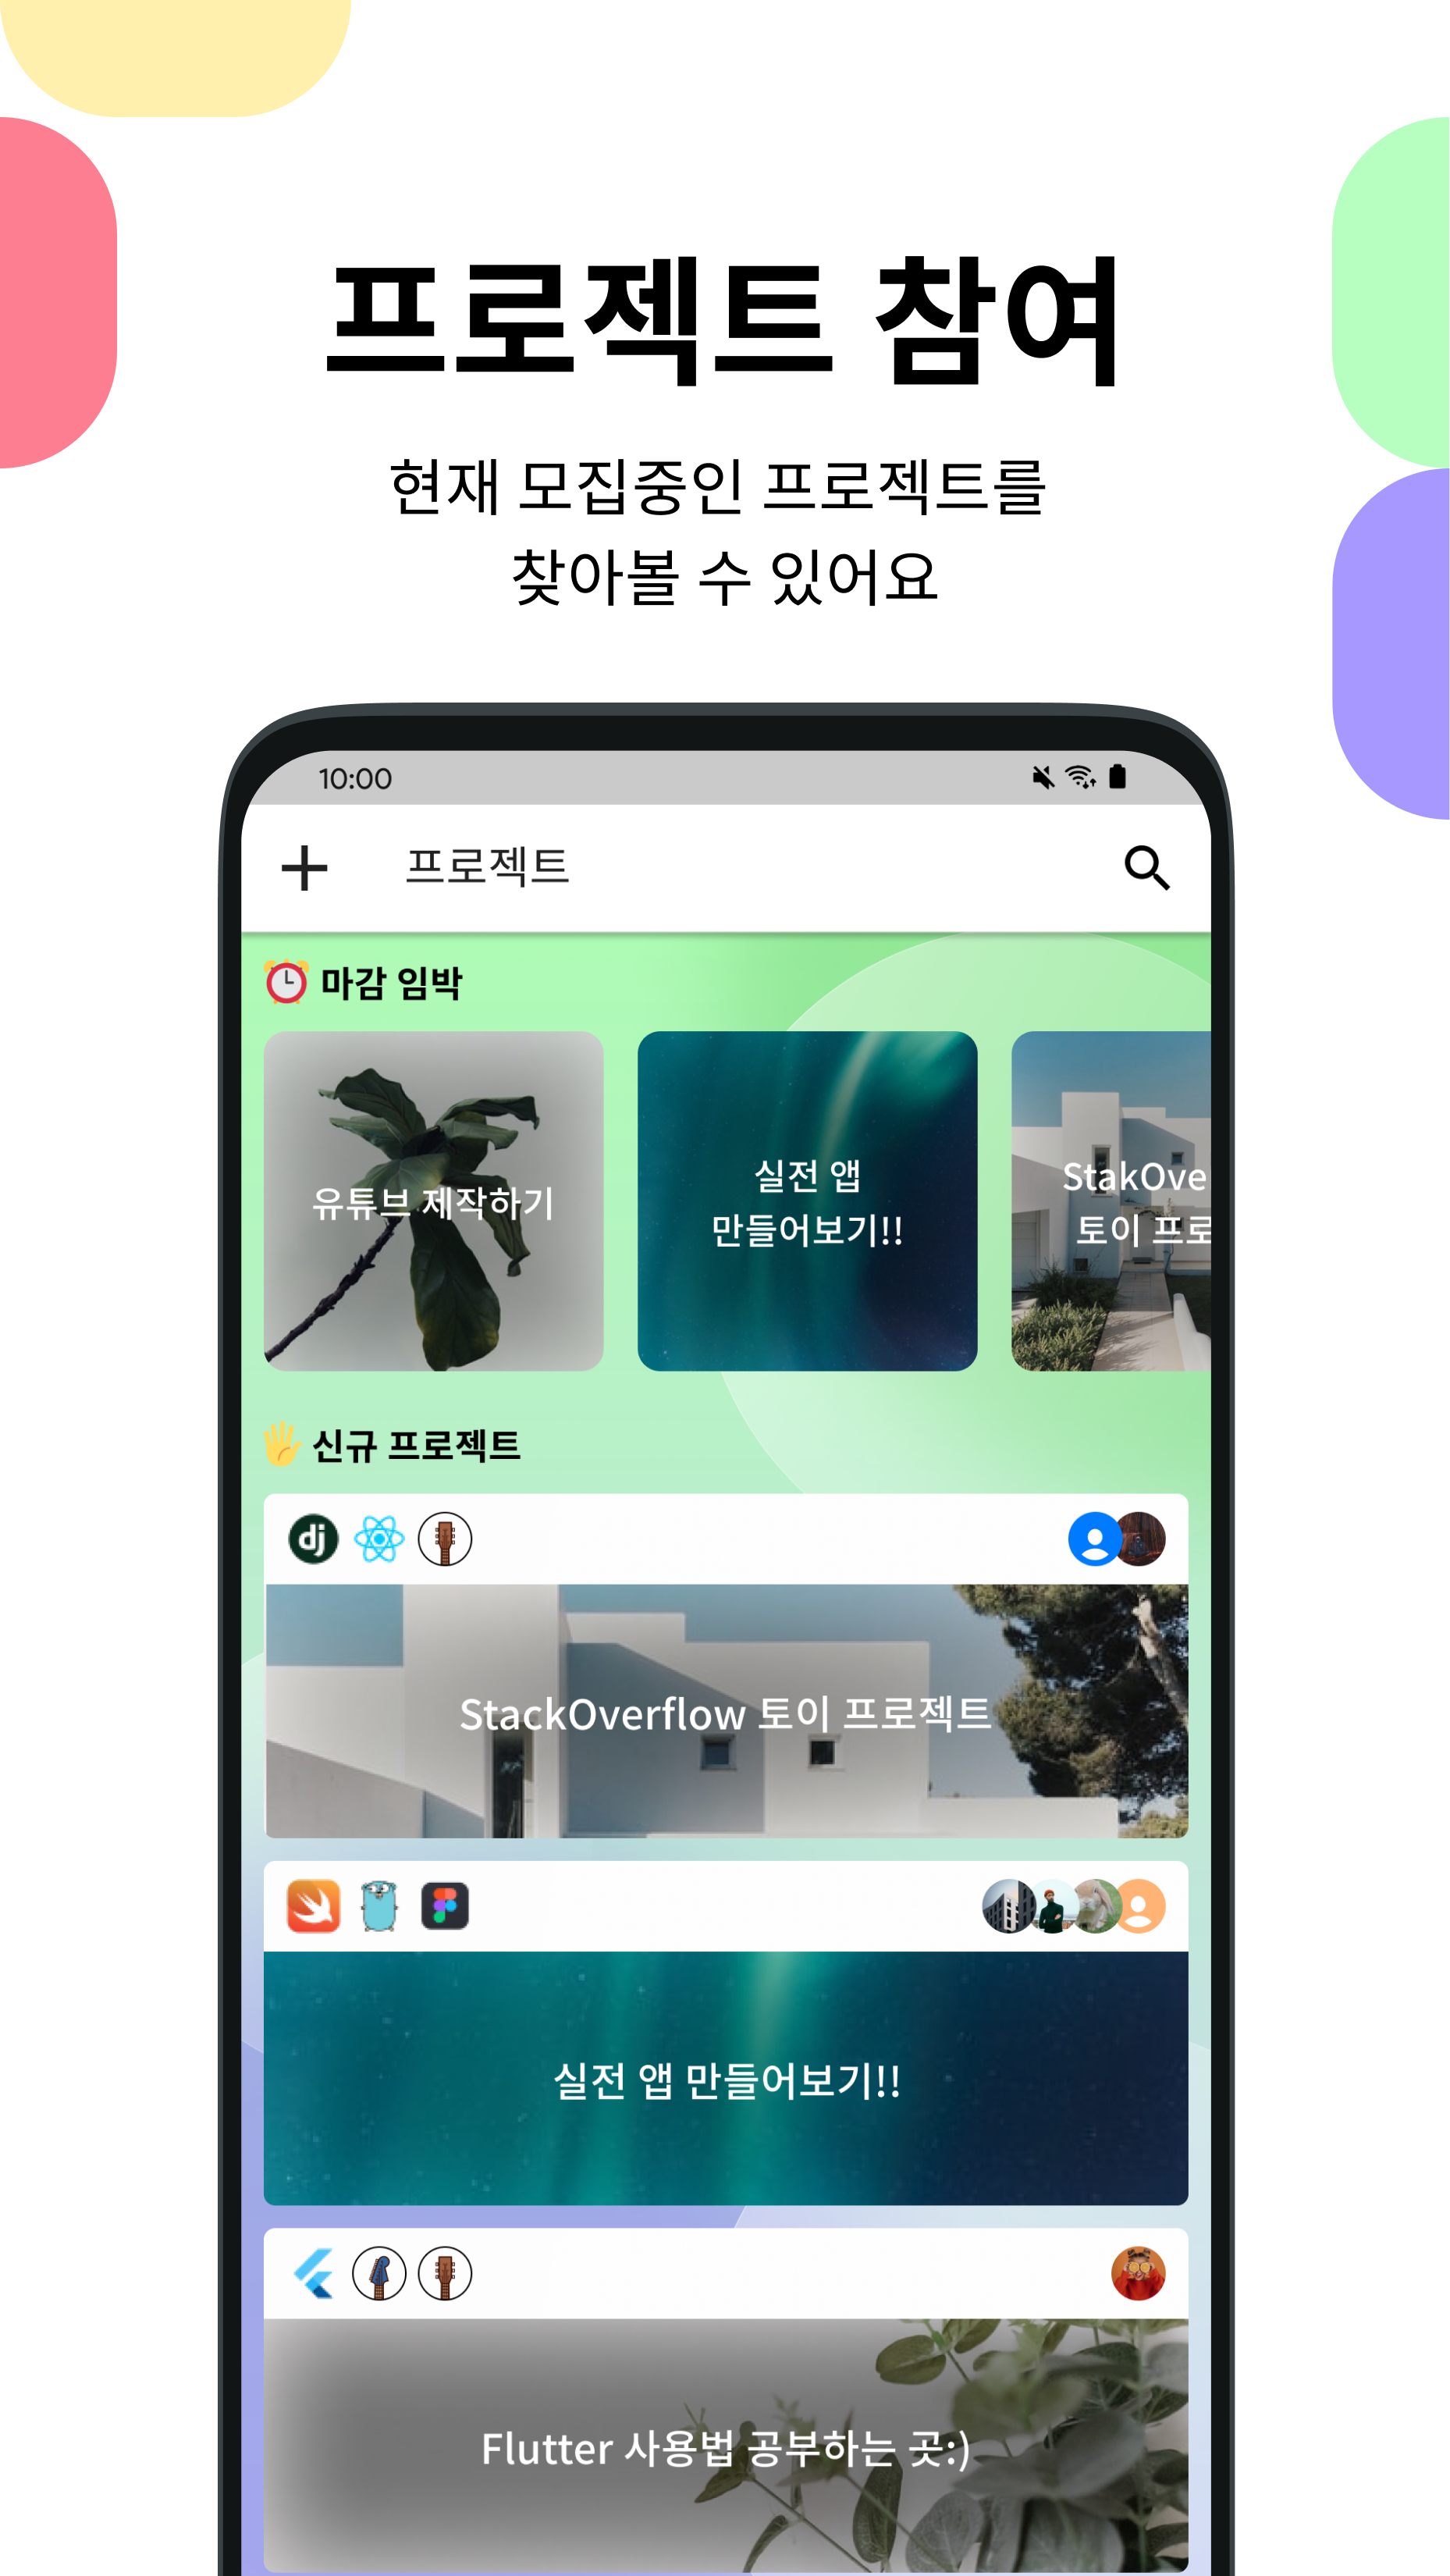 프로젝트 참여
현재 모집중인 프로젝트를
찾아볼 수 있어요
10:00
프로젝트
마감 임박
유튜브 제작하기
실전 앱
만들어보기!!
StakOve
토이 프로
신규 프로젝트
dj
StackOverflow 토이 프로젝트
실전 앱 만들어보기!!
Flutter 사용법 공부하는 곳:)